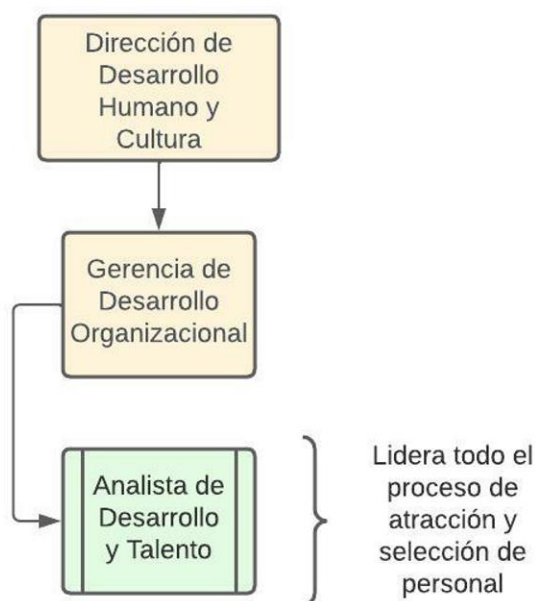 Dirección de
Desarrollo
Humano y
Cultura
Gerencia de
Desarrollo
Organizacional
Analista de
Desarrollo
y Talento
Lidera todo el
proceso de
atracción y
selección de
personal